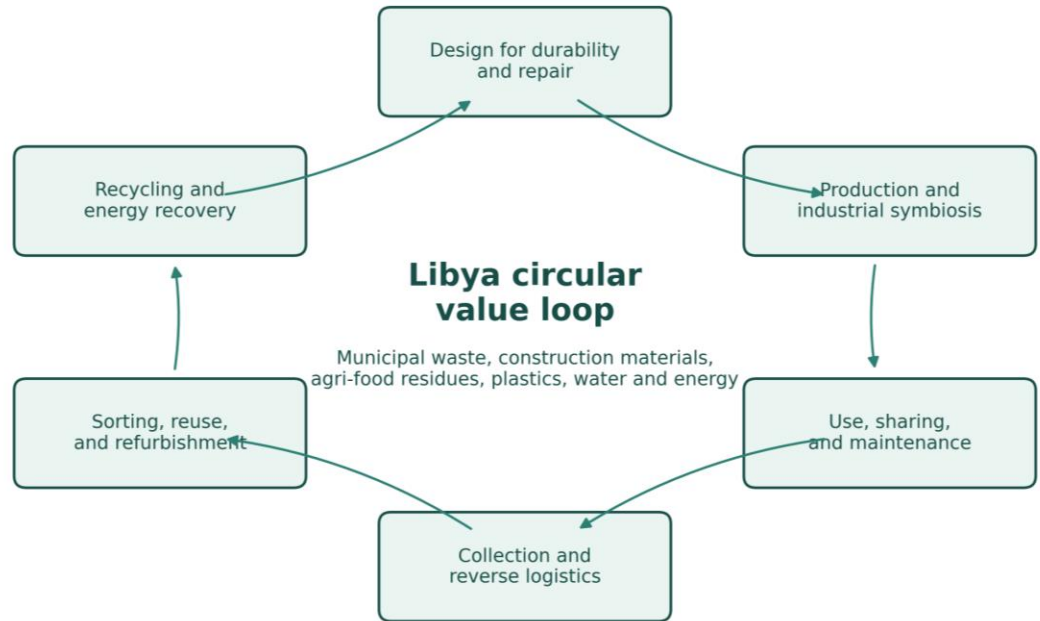 Design for durability
and repair
Recycling and
energy recovery
Production and
industrial symbiosis
Libya circular
value loop
Municipal waste, construction materials,
agri-food residues, plastics, water and energy
Sorting, reuse,
and refurbishment
Use, sharing,
and maintenance
Collection and
reverse logistics